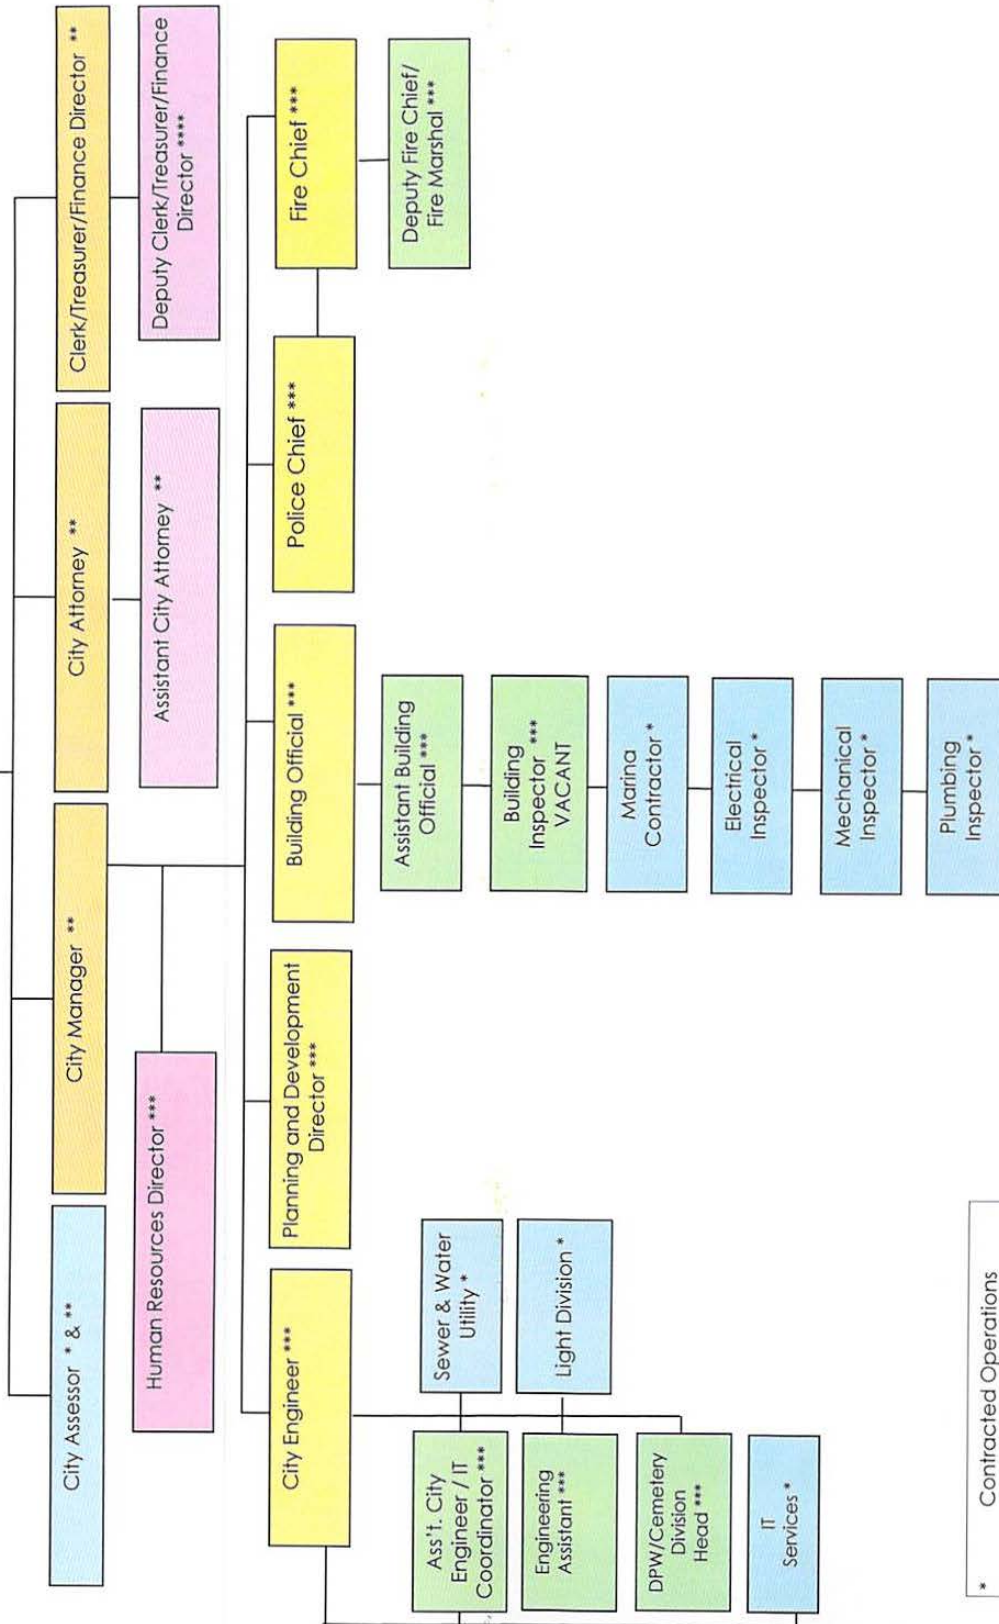 City Assessor * & **
City Manager **
City Attorney **
Clerk/Treasurer/Finance Director **
Human Resources Director ***
Assistant City Attorney **
Deputy Clerk/Treasurer/Finance
Director ****
City Engineer ***
Planning and Development
Director ***
Building Official ***
Police Chief ***
Fire Chief ***
Ass't. City
Engineer / IT
Coordinator ***
Engineering
Assistant ***
DPW/Cemetery
Division
Head ***
IT
Services *
Sewer & Water
Utility *
Light Division *
Assistant Building
Official ***
Building
Inspector ***
VACANT
Marina
Contractor *
Electrical
Inspector *
Mechanical
Inspector *
Plumbing
Inspector *
Deputy Fire Chief/
Fire Marshal ***
* Contracted Operations